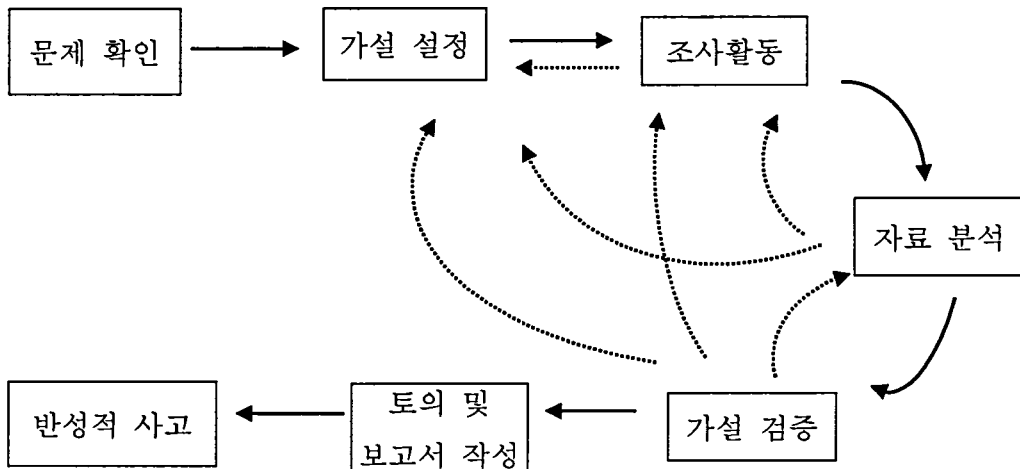 문제 확인
가설 설정
조사활동
자료 분석
가설 검증
토의 및
보고서 작성
반성적 사고